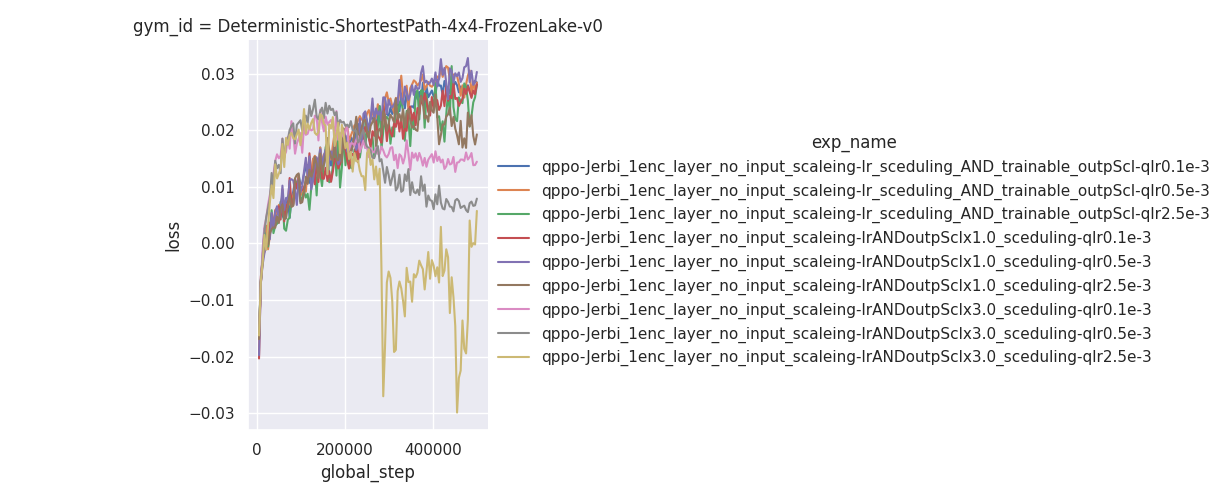 gym_id = Deterministic-ShortestPath-4x4-FrozenLake-v0
0.03
0.02
0.01
0.00
−0.01
−0.02
−0.03
loss
0
200000
400000
global_step
exp_name
qppo-Jerbi_1enc_layer_no_input_scaleing-lr_sceduling_AND_trainable_outpScl-qlr0.1e-3
qppo-Jerbi_1enc_layer_no_input_scaleing-lr_sceduling_AND_trainable_outpScl-qlr0.5e-3
qppo-Jerbi_1enc_layer_no_input_scaleing-lr_sceduling_AND_trainable_outpScl-qlr2.5e-3
qppo-Jerbi_1enc_layer_no_input_scaleing-lrANDoutpSclx1.0_sceduling-qlr0.1e-3
qppo-Jerbi_1enc_layer_no_input_scaleing-lrANDoutpSclx1.0_sceduling-qlr0.5e-3
qppo-Jerbi_1enc_layer_no_input_scaleing-lrANDoutpSclx1.0_sceduling-qlr2.5e-3
qppo-Jerbi_1enc_layer_no_input_scaleing-lrANDoutpSclx3.0_sceduling-qlr0.1e-3
qppo-Jerbi_1enc_layer_no_input_scaleing-lrANDoutpSclx3.0_sceduling-qlr0.5e-3
qppo-Jerbi_1enc_layer_no_input_scaleing-lrANDoutpSclx3.0_sceduling-qlr2.5e-3